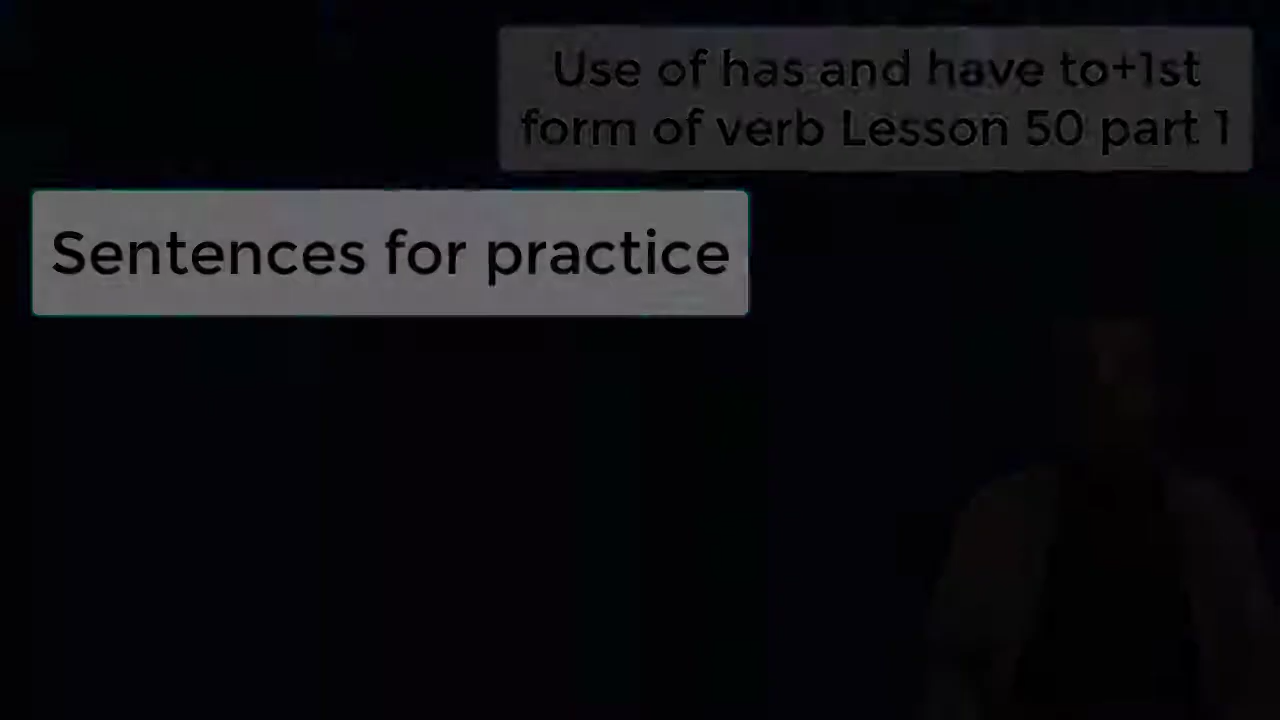 Use of has and have to+1st
form of verb Lesson 50 part 1
Sentences for practice